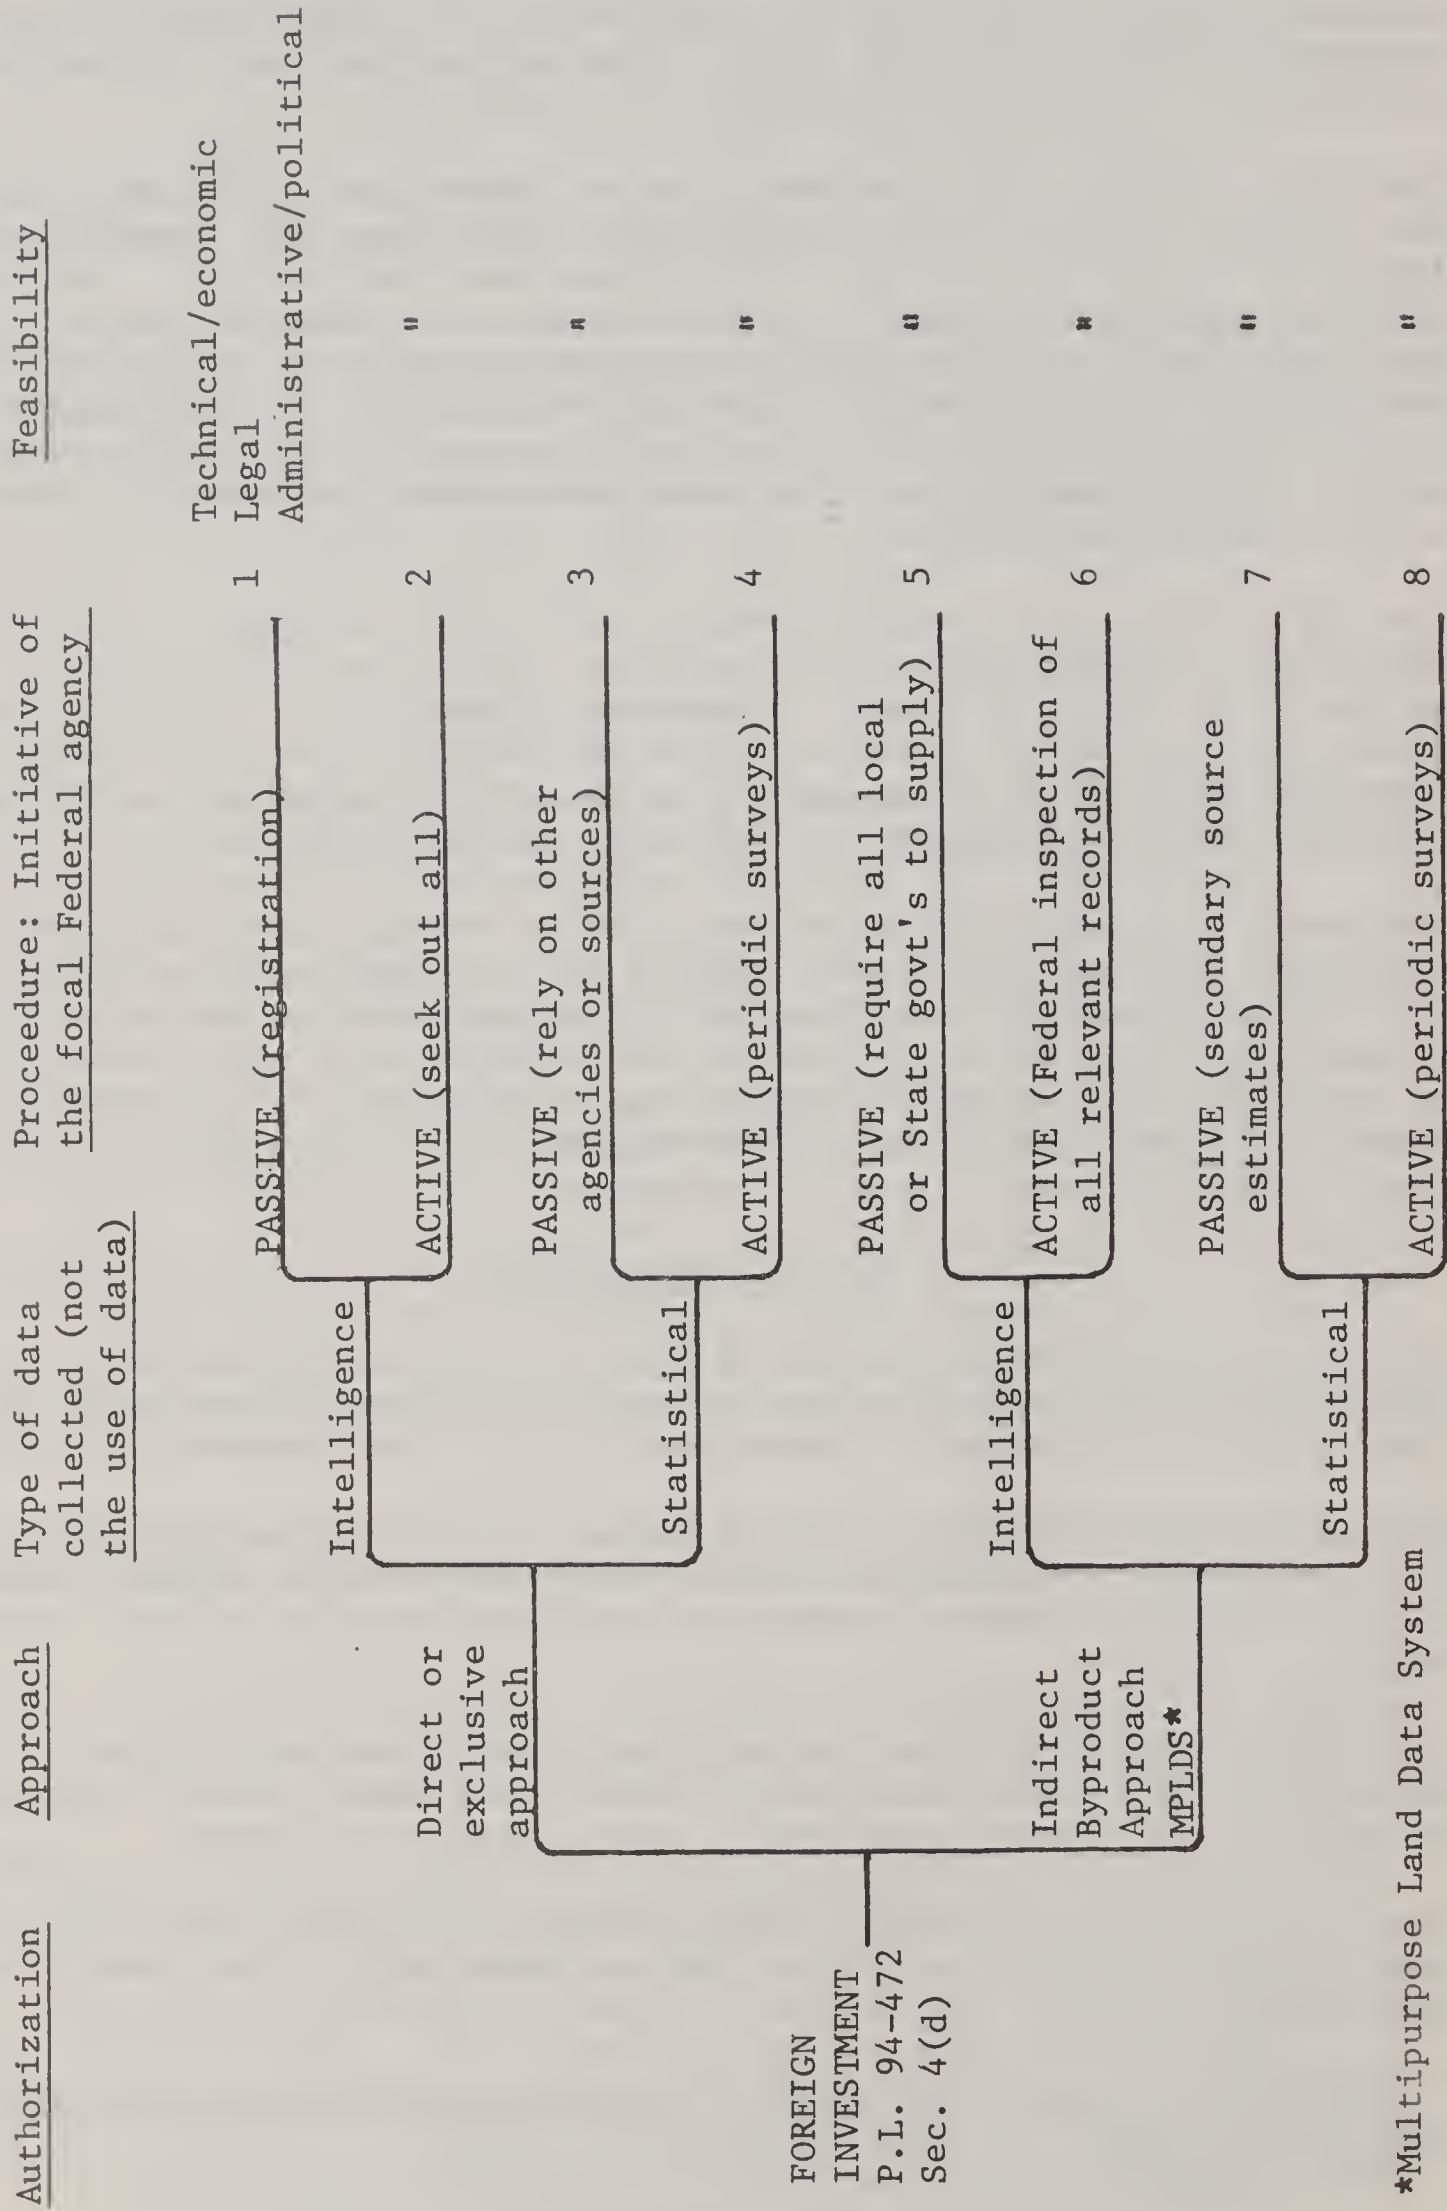 Authorization
Approach
Type of data
collected (not
the use of data)
Proceedure: Initiative of
the focal Federal agency
Feasibility
FOREIGN
INVESTMENT
P.L. 94-472
Sec. 4(d)
Direct or
exclusive
approach
Intelligence
PASSIVE (registration)
1
Technical/economic
Legal
Administrative/political
ACTIVE (seek out all)
2
"
Statistical
PASSIVE (rely on other
agencies or sources)
3
"
ACTIVE (periodic surveys)
4
"
Indirect
Byproduct
Approach
MPLDS*
Intelligence
PASSIVE (require all local
or State govt's to supply)
5
"
ACTIVE (Federal inspection of
all relevant records)
6
"
Statistical
PASSIVE (secondary source
estimates)
7
"
ACTIVE (periodic surveys)
8
"
*Multipurpose Land Data System